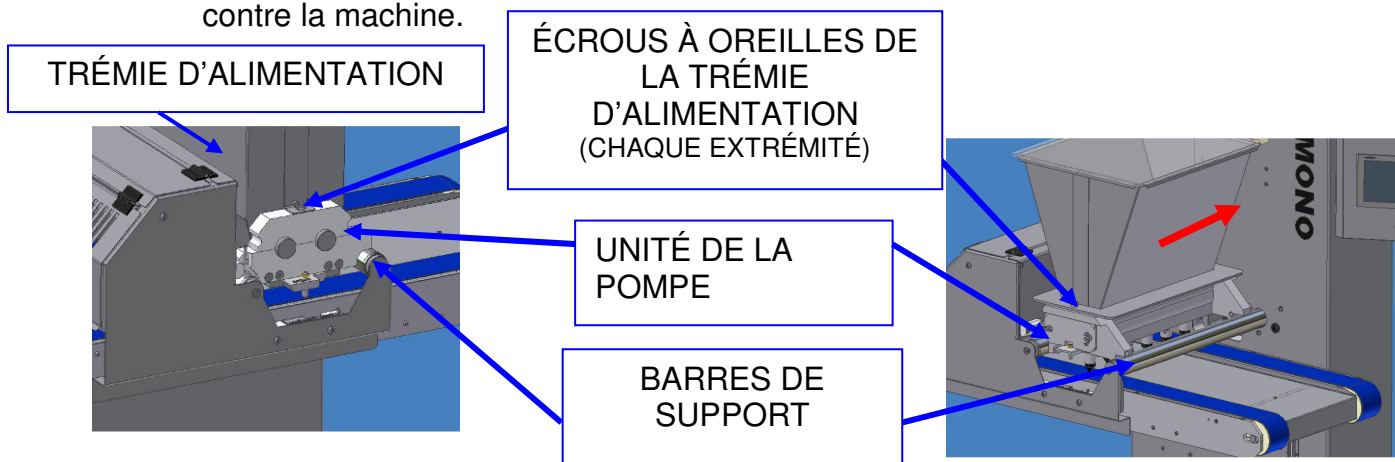 contre la machine.
TRÉMIE D'ALIMENTATION
ÉCROUS À OREILLES DE
LA TRÉMIE
D'ALIMENTATION
(CHAQUE EXTRÉMITÉ)
UNITÉ DE LA
POMPE
BARRES DE
SUPPORT
MONO